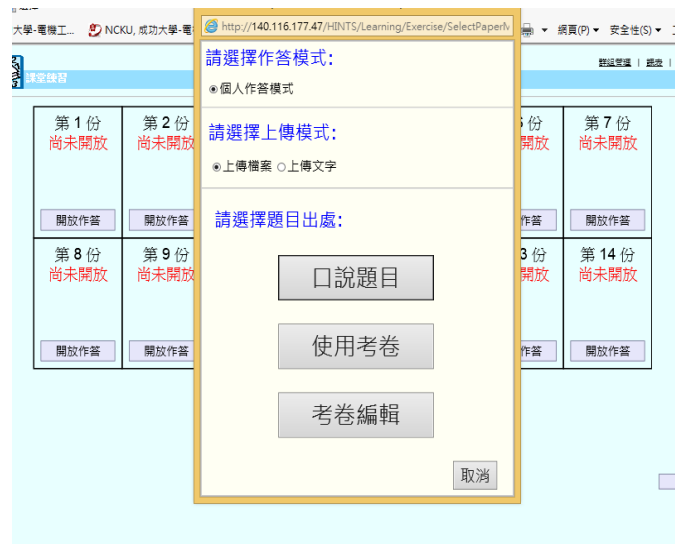 大學-電機工... NCKU, 成功大學-電
http://140.116.177.47/HINTS/Learning/Exercise/SelectPaperM
網頁(P) 安全性(S)
課堂練習
群組管理 |
請選擇作答模式:
個人作答模式
請選擇上傳模式:
上傳檔案 上傳文字
請選擇題目出處:
口說題目
使用考卷
考卷編輯
取消
第 1 份
尚未開放
開放作答
第 2 份
尚未開放
開放作答
份
開放
作答
第 7 份
尚未開放
開放作答
第 8 份
尚未開放
開放作答
第 9 份
尚未開放
開放作答
3 份
開放
作答
第 14 份
尚未開放
開放作答